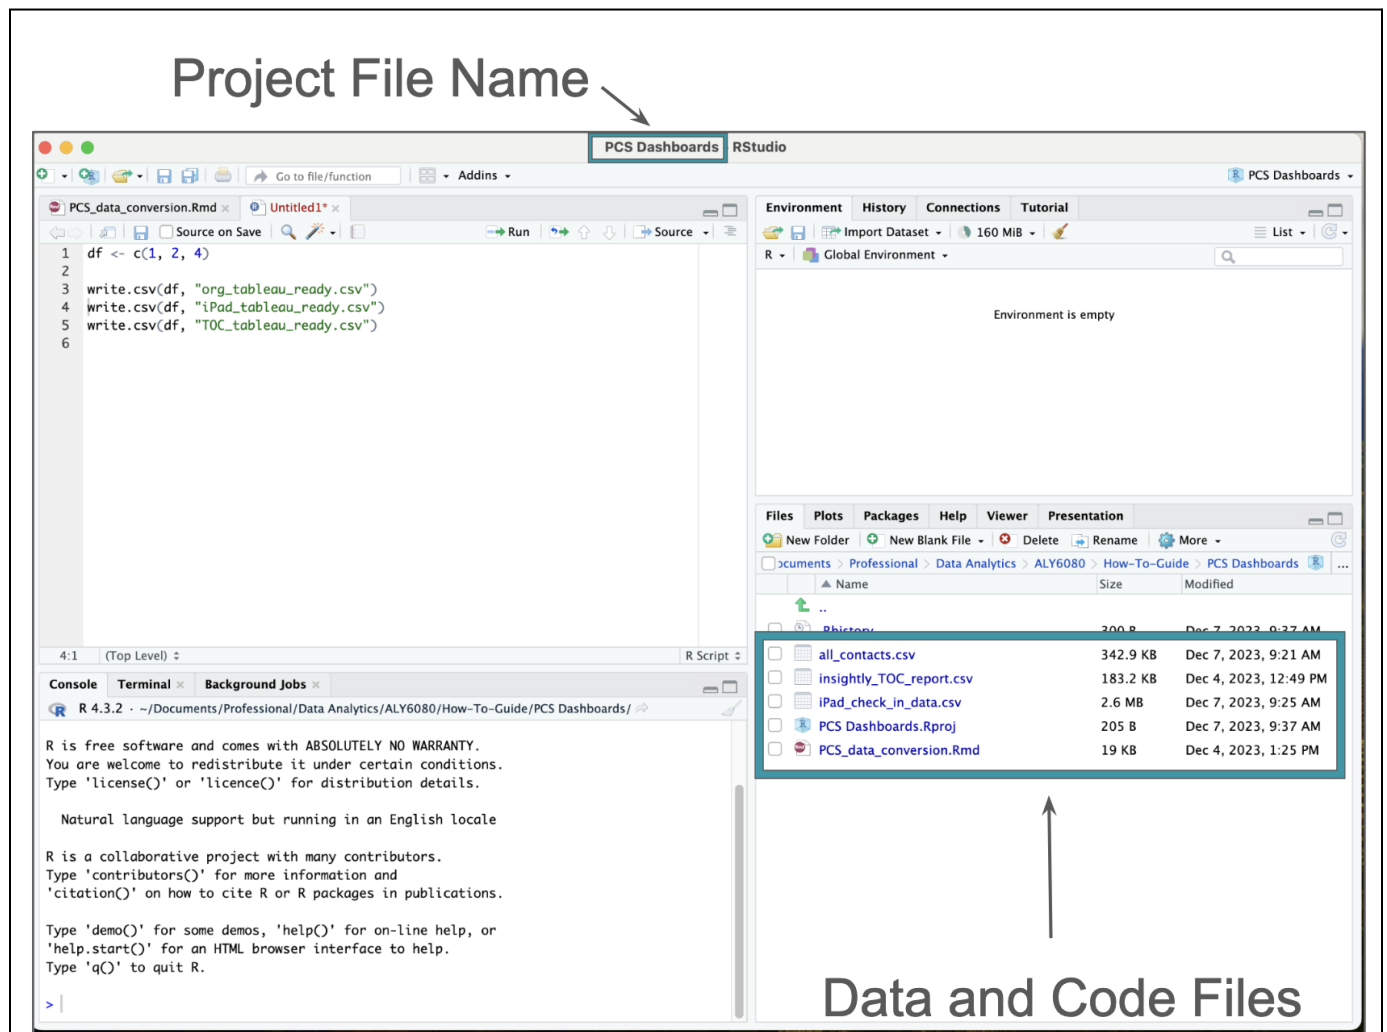 Project File Name
PCS Dashboards RStudio
Go to file/function Addins PCS Dashboards
PCS_data_conversion.Rmd Untitled1*
Source on Save Run Source
1 df <- c(1, 2, 4)
2
3 write.csv(df, "org_tableau_ready.csv")
4 write.csv(df, "iPad_tableau_ready.csv")
5 write.csv(df, "TOC_tableau_ready.csv")
6
4:1 (Top Level) R Script
Console Terminal Background Jobs
R 4.3.2 · ~/Documents/Professional/Data Analytics/ALY6080/How-To-Guide/PCS Dashboards/
R is free software and comes with ABSOLUTELY NO WARRANTY.
You are welcome to redistribute it under certain conditions.
Type 'license()' or 'licence()' for distribution details.
Natural language support but running in an English locale
R is a collaborative project with many contributors.
Type 'contributors()' for more information and
'citation()' on how to cite R or R packages in publications.
Type 'demo()' for some demos, 'help()' for on-line help, or
'help.start()' for an HTML browser interface to help.
Type 'q()' to quit R.
>
Environment History Connections Tutorial
Import Dataset 160 MiB List
R Global Environment
Environment is empty
Files Plots Packages Help Viewer Presentation
New Folder New Blank File Delete Rename More
ocuments > Professional > Data Analytics > ALY6080 > How-To-Guide > PCS Dashboards ...
Name Size Modified
..
.Rhistory 300 B Dec 7, 2023, 9:37 AM
all_contacts.csv 342.9 KB Dec 7, 2023, 9:21 AM
insightly_TOC_report.csv 183.2 KB Dec 4, 2023, 12:49 PM
iPad_check_in_data.csv 2.6 MB Dec 7, 2023, 9:25 AM
PCS Dashboards.Rproj 205 B Dec 7, 2023, 9:37 AM
PCS_data_conversion.Rmd 19 KB Dec 4, 2023, 1:25 PM
Data and Code Files